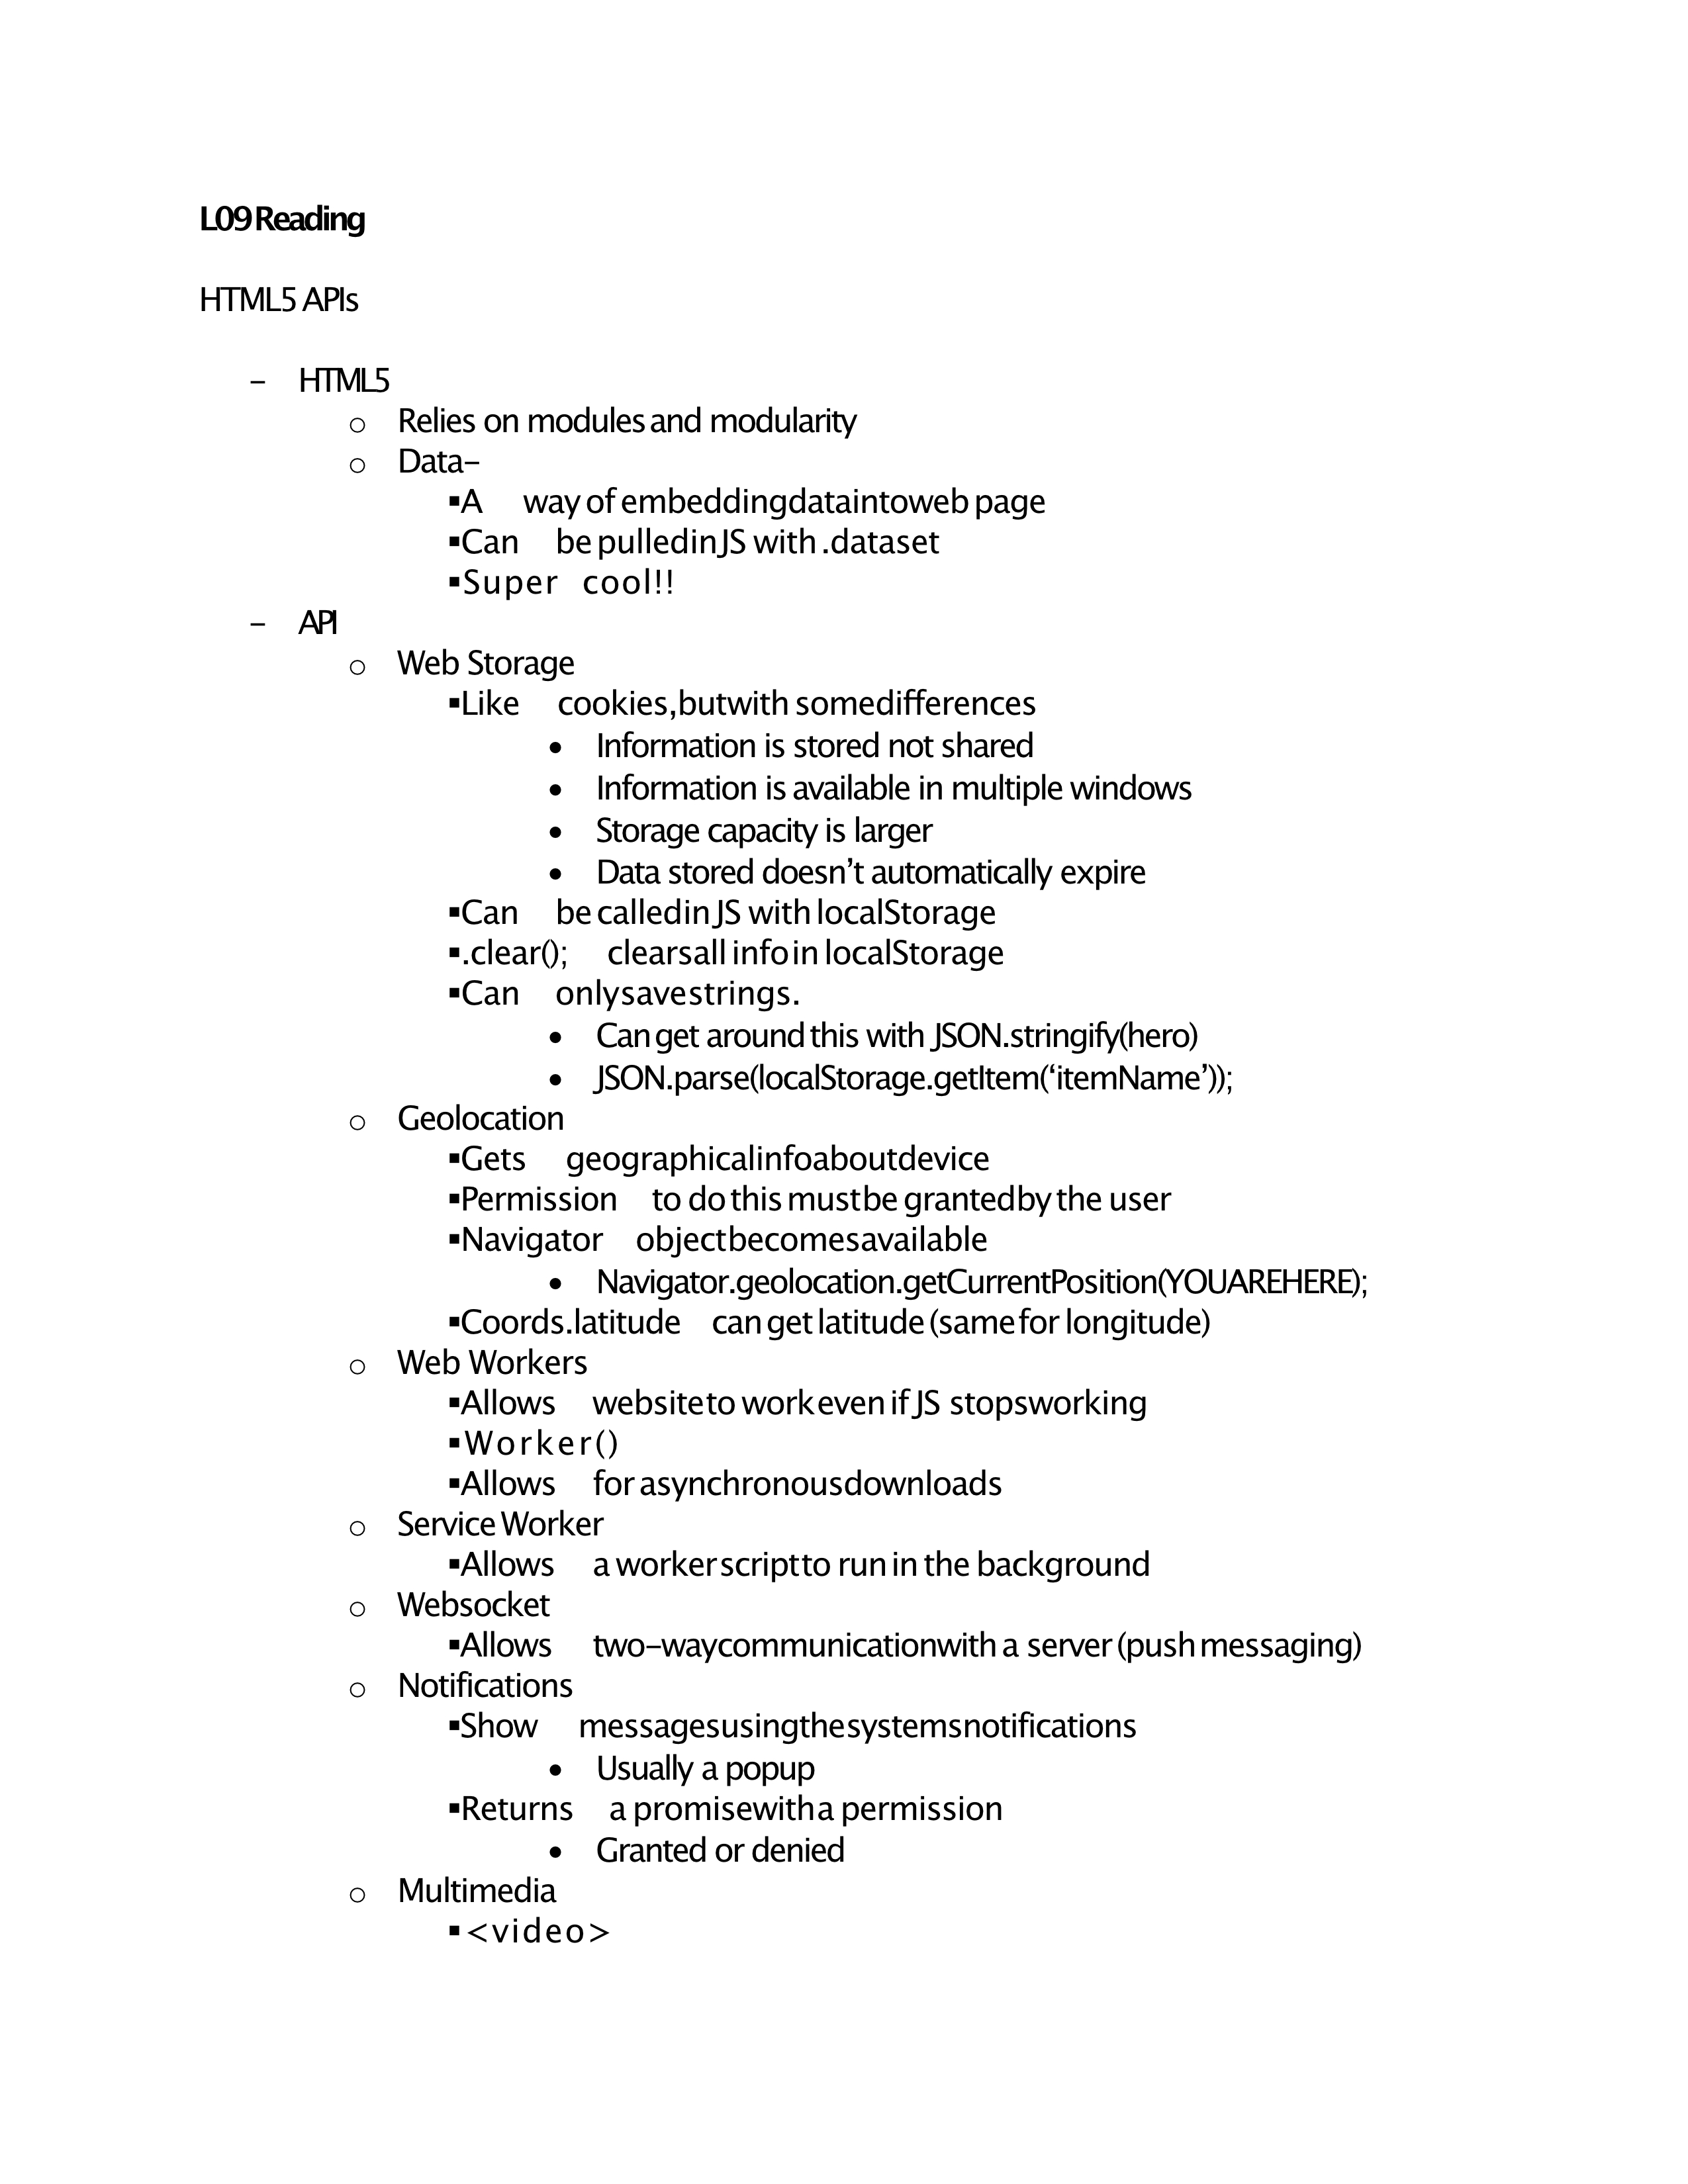 L09 Reading
HTML5 APIs
– HTML5
o Relies on modules and modularity
o Data–
▪ A way of embedding data into web page
▪ Can be pulled in JS with .dataset
▪ Super cool!!
– API
o Web Storage
▪ Like cookies, but with some differences
• Information is stored not shared
• Information is available in multiple windows
• Storage capacity is larger
• Data stored doesn’t automatically expire
▪ Can be called in JS with localStorage
▪ .clear(); clears all info in localStorage
▪ Can only save strings.
• Can get around this with JSON.stringify(hero)
• JSON.parse(localStorage.getItem(‘itemName’));
o Geolocation
▪ Gets geographical info about device
▪ Permission to do this must be granted by the user
▪ Navigator object becomes available
• Navigator.geolocation.getCurrentPosition(YOUAREHERE);
▪ Coords.latitude can get latitude (same for longitude)
o Web Workers
▪ Allows website to work even if JS stops working
▪ Worker()
▪ Allows for asynchronous downloads
o Service Worker
▪ Allows a worker script to run in the background
o Websocket
▪ Allows two–way communication with a server (push messaging)
o Notifications
▪ Show messages using the systems notifications
• Usually a popup
▪ Returns a promise with a permission
• Granted or denied
o Multimedia
▪ <video>